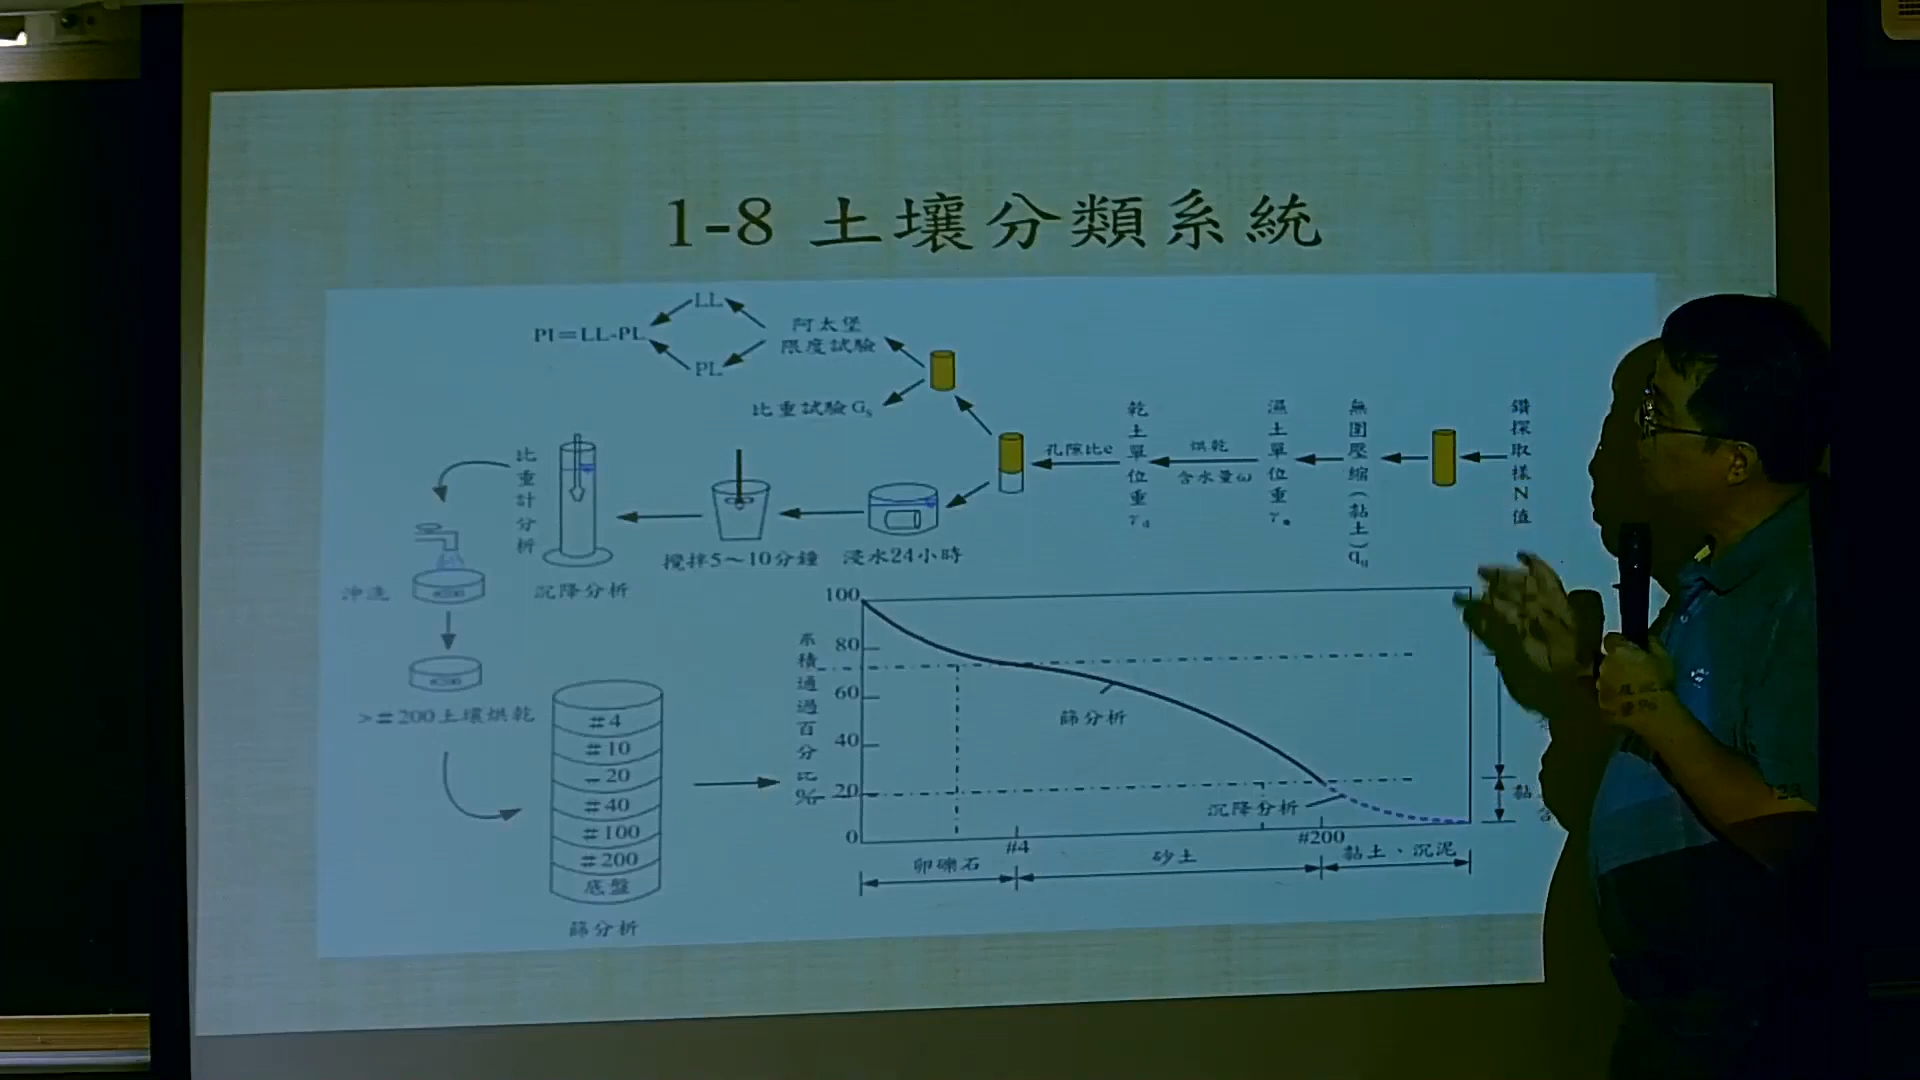 1-8 土壤分類系統
LL
PI=LL-PL
阿太堡
限度試驗
PL
比重試驗 Gs
鑽探取樣N值
無圍壓縮(黏土)qu
濕土單位重
烘乾
含水量ω
乾土單位重γd
孔隙比e
比重計分析
攪拌5~10分鐘
浸水24小時
沉降分析
沖洗
>#200土壤烘乾
#4
#10
20
#40
#100
#200
底盤
篩分析
累積通過百分比%
100
80
60
40
20
0
篩分析
沉降分析
#4
#200
卵礫石
砂土
黏土、沉泥
黏